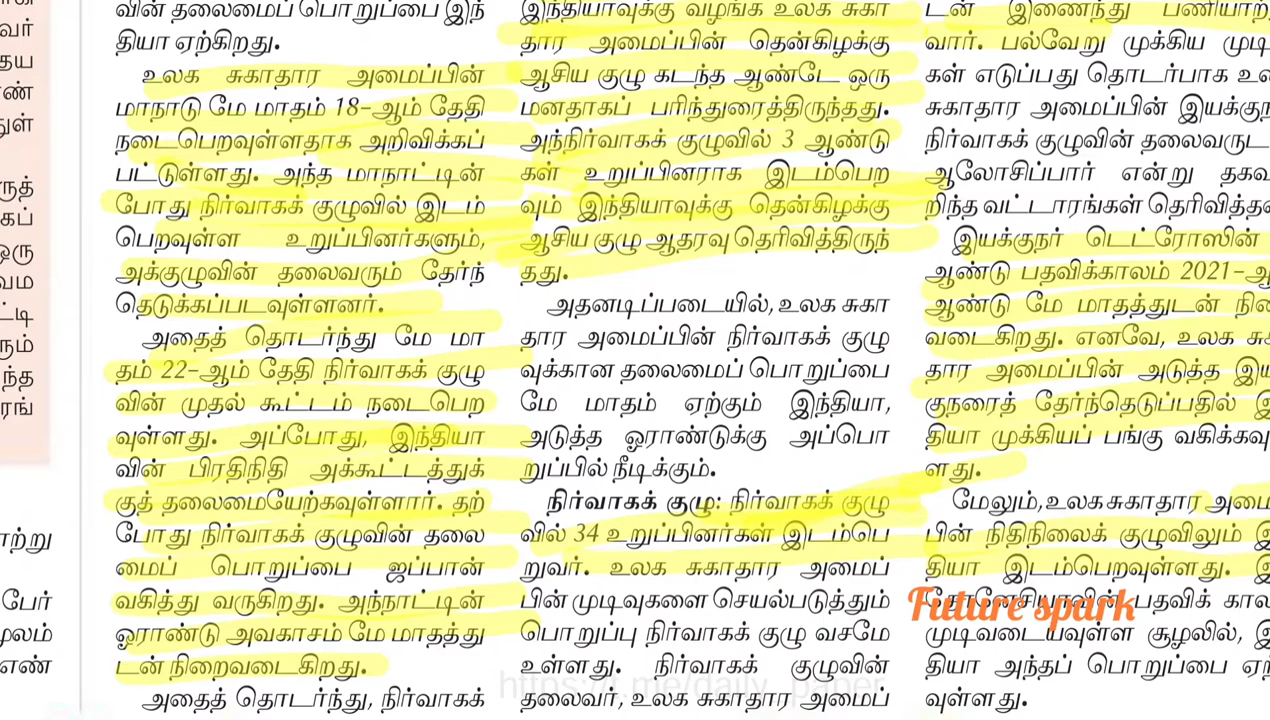 வின் தலைமைப் பொறுப்பை இந்
தியா ஏற்கிறது.
உலக சுகாதார அமைப்பின்
மாநாடு மே மாதம் 18-ஆம் தேதி
நடைபெறவுள்ளதாக அறிவிக்கப்
பட்டுள்ளது. அந்த மாநாட்டின்
போது நிர்வாகக் குழுவில் இடம்
பெறவுள்ள உறுப்பினர்களும்,
அக்குழுவின் தலைவரும் தேர்ந்
தெடுக்கப்படவுள்ளனர்.
அதைத் தொடர்ந்து மே மா
தம் 22-ஆம் தேதி நிர்வாகக் குழு
வின் முதல் கூட்டம் நடைபெற
வுள்ளது. அப்போது, இந்தியா
வின் பிரதிநிதி அக்கூட்டத்துக்
குத் தலைமையேற்கவுள்ளார். தற்
போது நிர்வாகக் குழுவின் தலை
மைப் பொறுப்பை ஜப்பான்
வகித்து வருகிறது. அந்நாட்டின்
ஓராண்டு அவகாசம் மே மாதத்து
டன் நிறைவடைகிறது.
அதைத் தொடர்ந்து, நிர்வாகக்
இந்தியாவுக்கு வழங்க உலக சுகா
தார அமைப்பின் தென்கிழக்கு
ஆசிய குழு கடந்த ஆண்டே ஒரு
மனதாகப் பரிந்துரைத்திருந்தது.
அந்நிர்வாகக் குழுவில் 3 ஆண்டு
கள் உறுப்பினராக இடம்பெற
வும் இந்தியாவுக்கு தென்கிழக்கு
ஆசிய குழு ஆதரவு தெரிவித்திருந்
தது.
அதனடிப்படையில், உலக சுகா
தார அமைப்பின் நிர்வாகக் குழு
வுக்கான தலைமைப் பொறுப்பை
மே மாதம் ஏற்கும் இந்தியா,
அடுத்த ஓராண்டுக்கு அப்பொ
றுப்பில் நீடிக்கும்.
நிர்வாகக் குழு: நிர்வாகக் குழு
வில் 34 உறுப்பினர்கள் இடம்பெ
றுவர். உலக சுகாதார அமைப்
பின் முடிவுகளை செயல்படுத்தும்
பொறுப்பு நிர்வாகக் குழு வசமே
உள்ளது. நிர்வாகக் குழுவின்
தலைவர், உலக சுகாதார அமைப்
டன் இணைந்து
வார். பல்வேறு முக்கிய
கள் எடுப்பது தொடர்பாக
சுகாதார அமைப்பின்
நிர்வாகக் குழுவின்
ஆலோசிப்பார் என்று
றிந்த வட்டாரங்கள்
இயக்குநர் டெட்ரோஸின்
ஆண்டு பதவிக்காலம்
ஆண்டு மே மாதத்துடன்
வடைகிறது. எனவே, உலக
தார அமைப்பின் அடுத்த
குநரைத் தேர்ந்தெடுப்பதில்
தியா முக்கியப் பங்கு
ளது.
மேலும், உலக சுகாதார
பின் நிதிநிலைக் குழுவிலும்
தியா இடம்பெறவுள்ளது.
பதவிக்
முடிவடையவுள்ள சூழலில்,
தியா அந்தப் பொறுப்பை
வுள்ளது.
Future spark